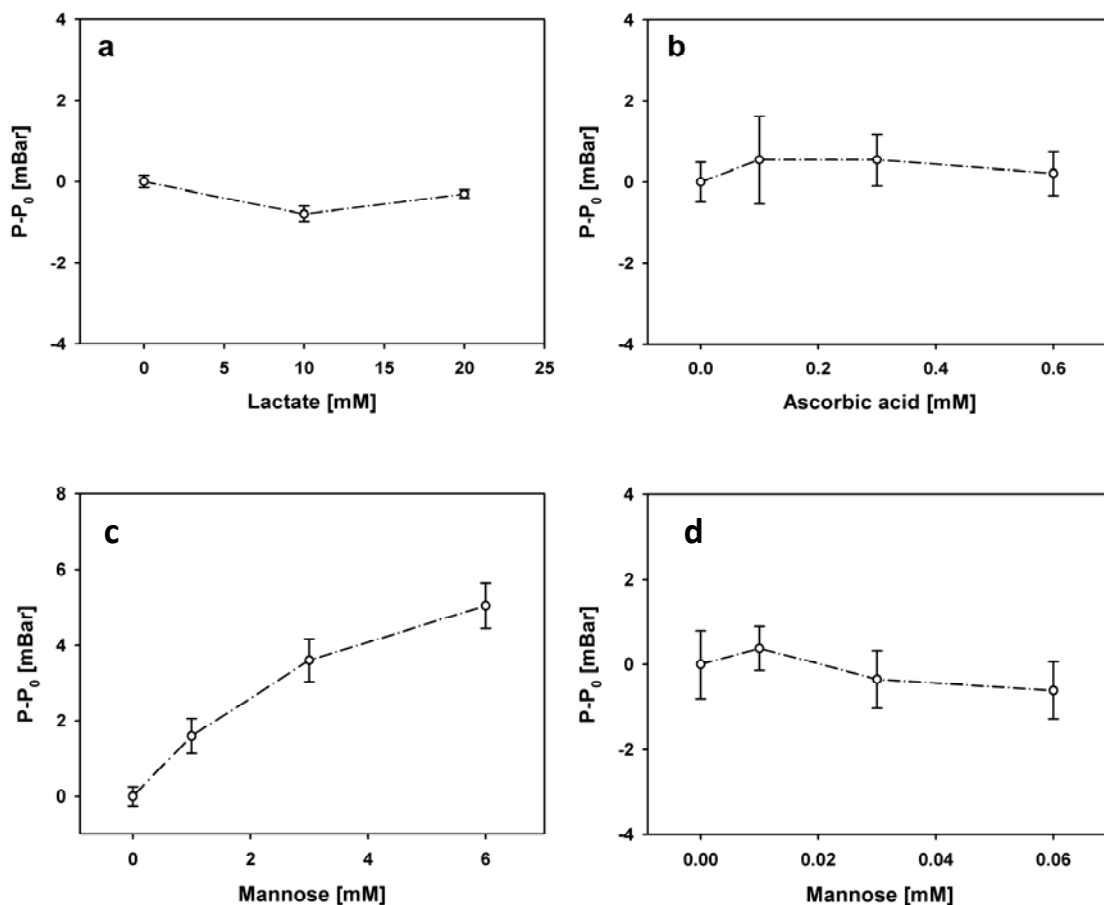 a
P-P0 [mBar]
4
2
0
-2
-4
0 5 10 15 20 25
Lactate [mM]
b
P-P0 [mBar]
4
2
0
-2
-4
0.0 0.2 0.4 0.6
Ascorbic acid [mM]
c
P-P0 [mBar]
8
6
4
2
0
0 2 4 6
Mannose [mM]
d
P-P0 [mBar]
4
2
0
-2
-4
0.00 0.02 0.04 0.06
Mannose [mM]